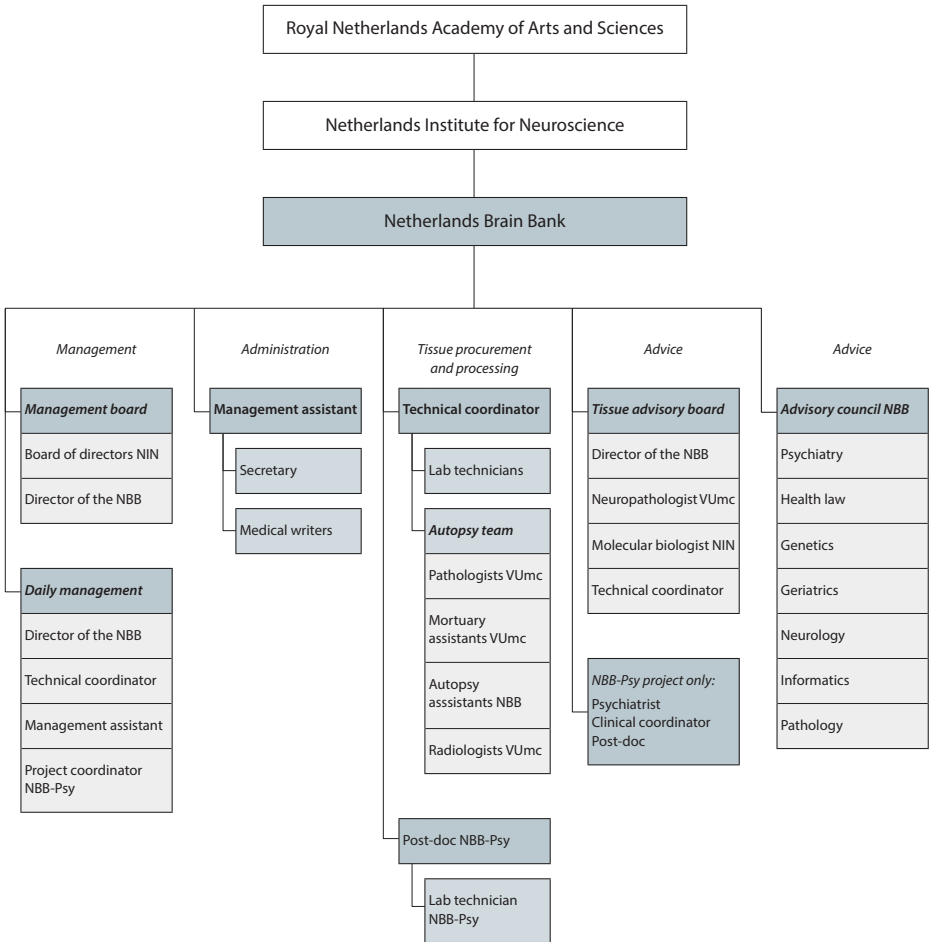 Royal Netherlands Academy of Arts and Sciences
Netherlands Institute for Neuroscience
Netherlands Brain Bank
Management
Management board
Board of directors NIN
Director of the NBB
Daily management
Director of the NBB
Technical coordinator
Management assistant
Project coordinator
NBB-Psy
Administration
Management assistant
Secretary
Medical writers
Tissue procurement
and processing
Technical coordinator
Lab technicians
Autopsy team
Pathologists VUmc
Mortuary
assistants VUmc
Autopsy
asssistants NBB
Radiologists VUmc
Post-doc NBB-Psy
Lab technician
NBB-Psy
Advice
Tissue advisory board
Director of the NBB
Neuropathologist VUmc
Molecular biologist NIN
Technical coordinator
NBB-Psy project only:
Psychiatrist
Clinical coordinator
Post-doc
Advice
Advisory council NBB
Psychiatry
Health law
Genetics
Geriatrics
Neurology
Informatics
Pathology